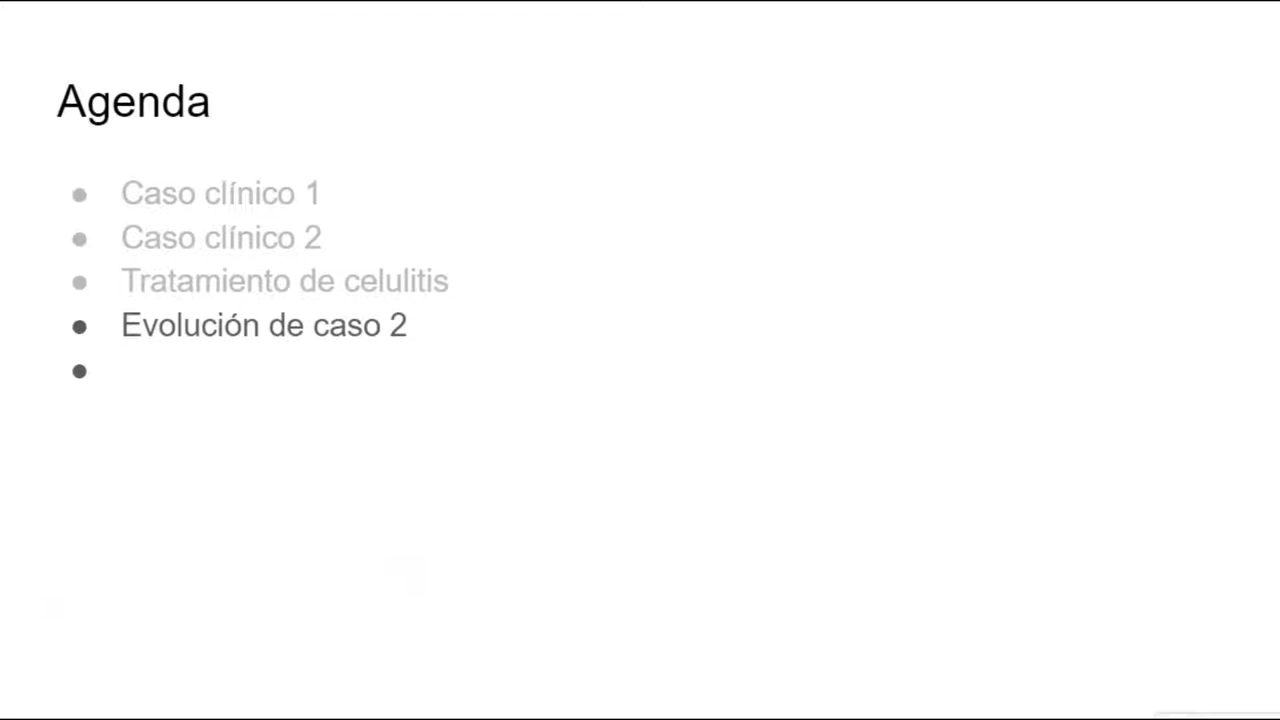 Agenda
● Caso clínico 1
● Caso clínico 2
● Tratamiento de celulitis
● Evolución de caso 2
●